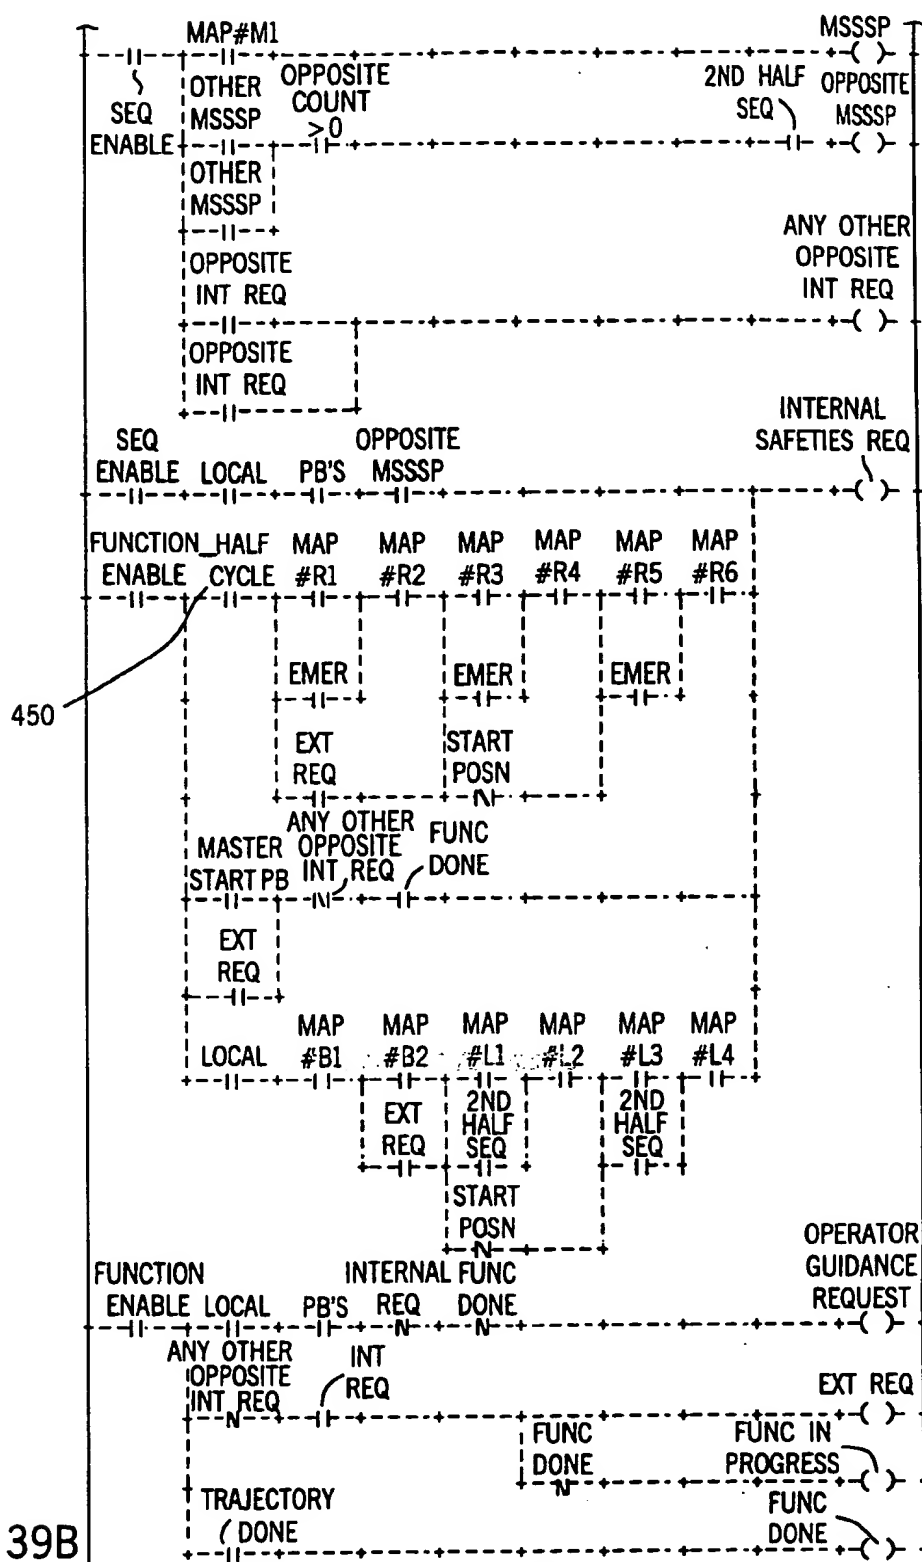 MAP#M1 MSSSP
OTHER OPPOSITE 2ND HALF OPPOSITE
SEQ MSSSP COUNT SEQ MSSSP
ENABLE >0
OTHER
MSSSP
ANY OTHER
OPPOSITE OPPOSITE
INT REQ INT REQ
OPPOSITE
INT REQ
INTERNAL
SEQ OPPOSITE SAFETIES REQ
ENABLE LOCAL PB'S MSSSP
FUNCTION HALF MAP MAP MAP MAP MAP MAP
ENABLE CYCLE #R1 #R2 #R3 #R4 #R5 #R6
EMER EMER EMER
450
EXT START
REQ POSN
ANY OTHER
MASTER OPPOSITE FUNC
START PB INT REQ DONE
EXT
REQ
MAP MAP MAP MAP MAP MAP
LOCAL #B1 #B2 #L1 #L2 #L3 #L4
EXT 2ND 2ND
REQ HALF HALF
SEQ SEQ
START
POSN
OPERATOR
FUNCTION INTERNAL FUNC GUIDANCE
ENABLE LOCAL PB'S REQ DONE REQUEST
ANY OTHER
OPPOSITE INT
INT REQ REQ EXT REQ
FUNC FUNC IN
DONE PROGRESS
TRAJECTORY FUNC
39B DONE DONE